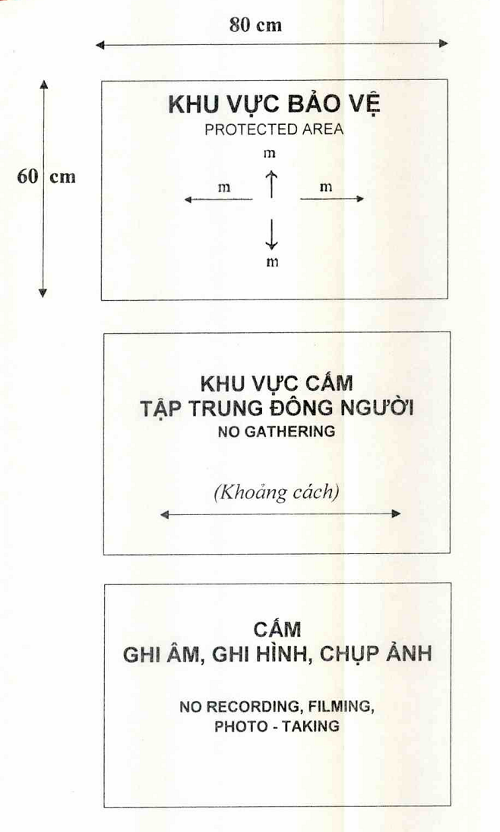 80 cm
60 cm
KHU VỰC BẢO VỆ
PROTECTED AREA
m
m m
m
KHU VỰC CẤM
TẬP TRUNG ĐÔNG NGƯỜI
NO GATHERING
(Khoảng cách)
CẤM
GHI ÂM, GHI HÌNH, CHỤP ẢNH
NO RECORDING, FILMING,
PHOTO - TAKING